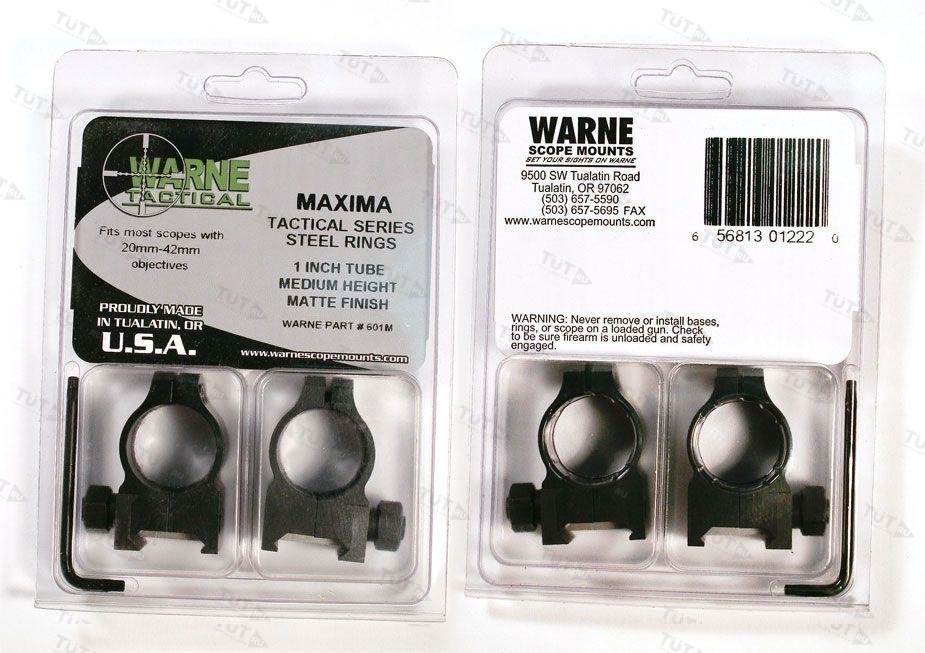 WARNE
TACTICAL
Fits most scopes with
20mm-42mm
objectives
PROUDLY MADE
IN TUALATIN, OR
U.S.A.
MAXIMA
TACTICAL SERIES
STEEL RINGS
1 INCH TUBE
MEDIUM HEIGHT
MATTE FINISH
WARNE PART # 601M
www.warnescopemounts.com
WARNE
SCOPE MOUNTS
SET YOUR SIGHTS ON WARNE
9500 SW Tualatin Road
Tualatin, OR 97062
(503) 657-5590
(503) 657-5695 FAX
www.warnescopemounts.com
6 56813 01222 0
WARNING: Never remove or install bases,
rings, or scope on a loaded gun. Check
to be sure firearm is unloaded and safety
engaged.
TUT RU